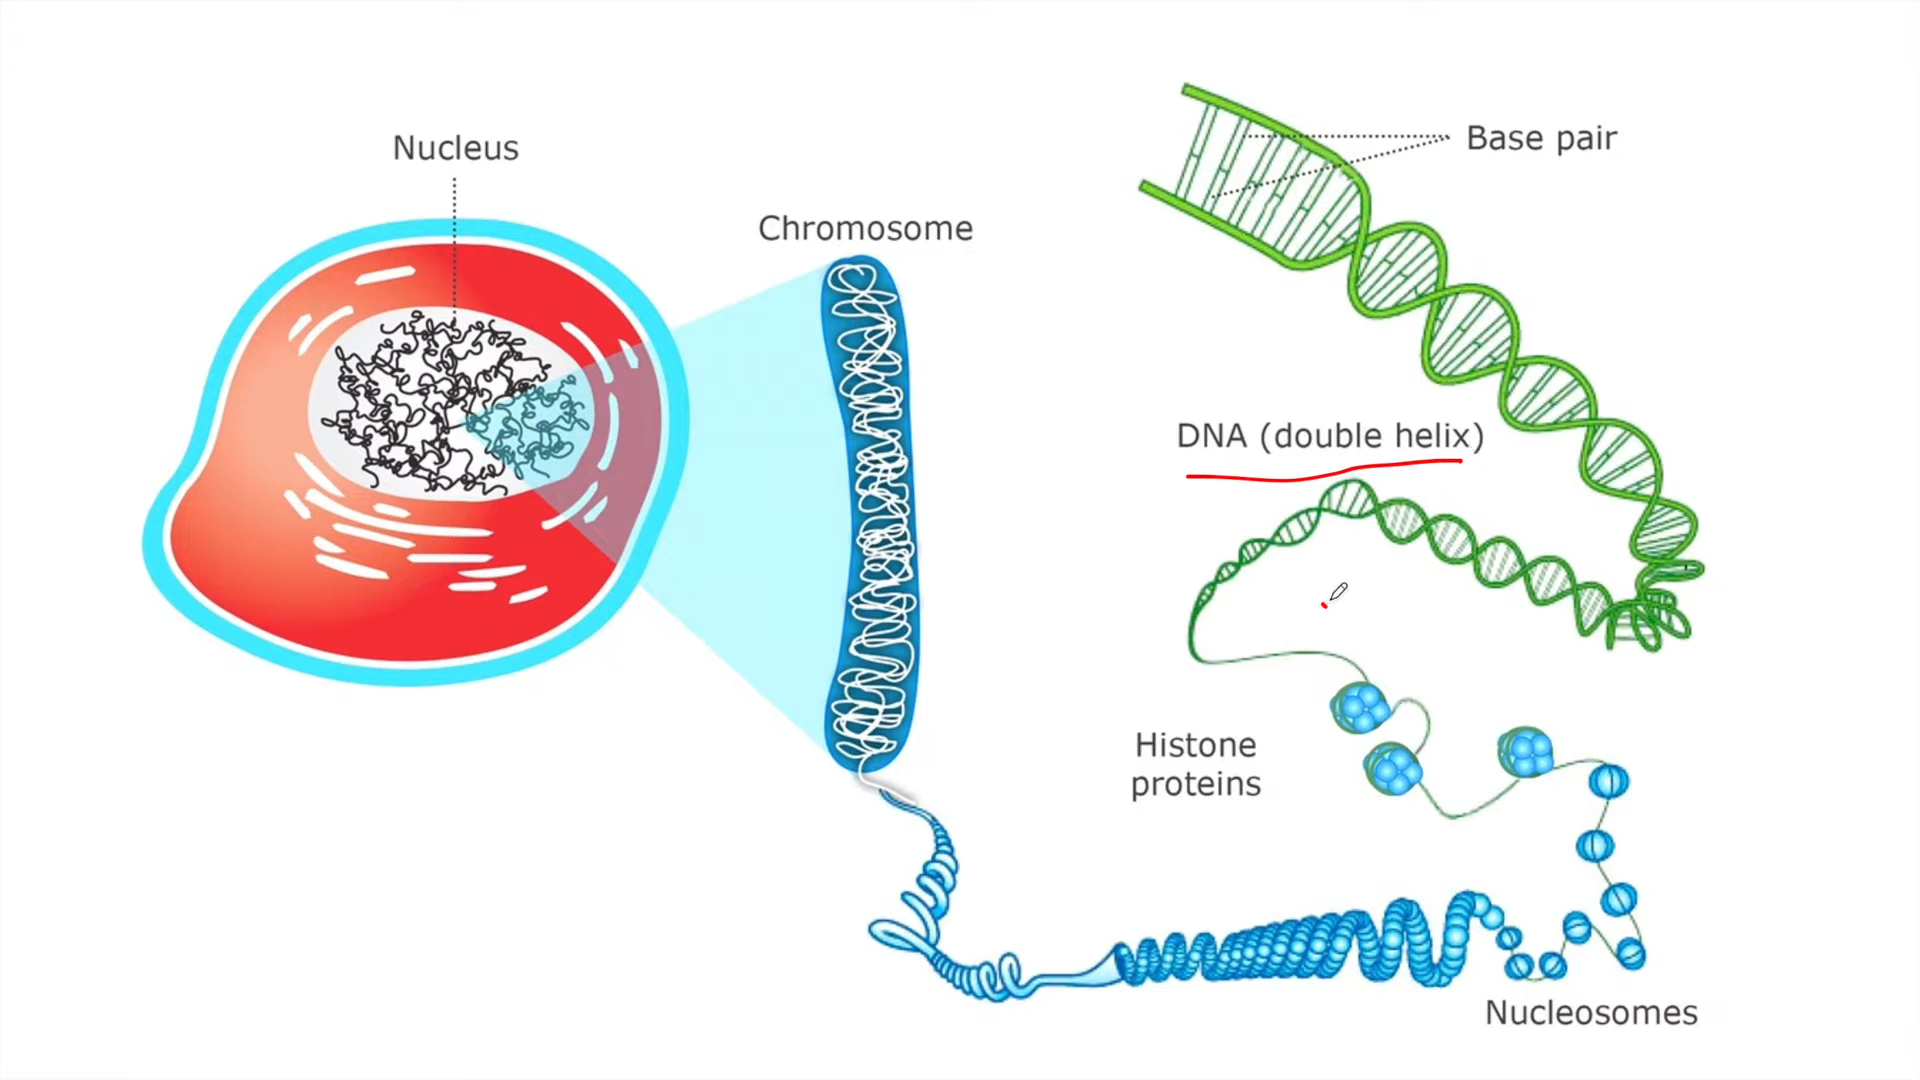 Nucleus
Chromosome
Base pair
DNA (double helix)
Histone
proteins
Nucleosomes